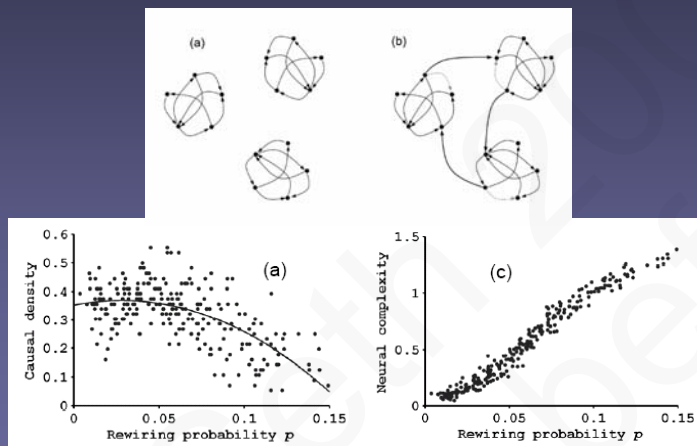 (a)
(b)
0.6
0.5
0.4
0.3
0.2
0.1
0
Causal density
(a)
0
0.05
0.10
0.15
Rewiring probability p
1.5
1
0.5
0
Neural complexity
(c)
0
0.05
0.10
0.15
Rewiring probability p